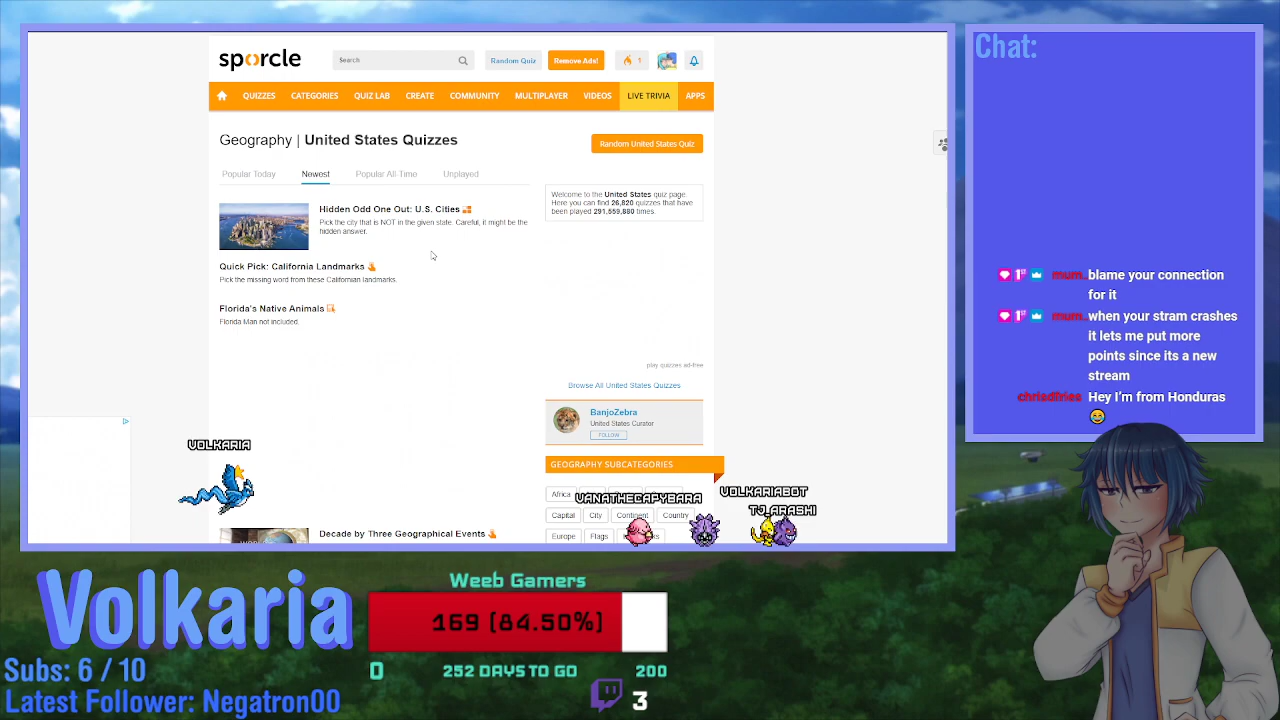 sporcle
Search
Random Quiz
Remove Ads!
1
QUIZZES CATEGORIES QUIZ LAB CREATE COMMUNITY MULTIPLAYER VIDEOS LIVE TRIVIA APPS
Geography | United States Quizzes
Random United States Quiz
Popular Today Newest Popular All-Time Unplayed
Hidden Odd One Out: U.S. Cities
Pick the city that is NOT in the given state. Careful, it might be the
hidden answer.
Quick Pick: California Landmarks
Pick the missing word from these Californian landmarks.
Florida's Native Animals
Florida Man not included.
Decade by Three Geographical Events
Welcome to the United States quiz page.
Here you can find 26,820 quizzes that have
been played 291,559,880 times.
play quizzes ad-free
Browse All United States Quizzes
BanjoZebra
United States Curator
FOLLOW
GEOGRAPHY SUBCATEGORIES
Africa
Capital City Continent Country
Europe Flags
VOLKARIA
VANATHECAPYBARA
VOLKARIABOT
TJ_ARASHI
Chat:
mum.. blame your connection
for it
mum.. when your stram crashes
it lets me put more
points since its a new
stream
chrisdfries Hey I'm from Honduras
Volkaria
Subs: 6 / 10
Latest Follower: Negatron00
Weeb Gamers
169 (84.50%)
0 252 DAYS TO GO 200
3